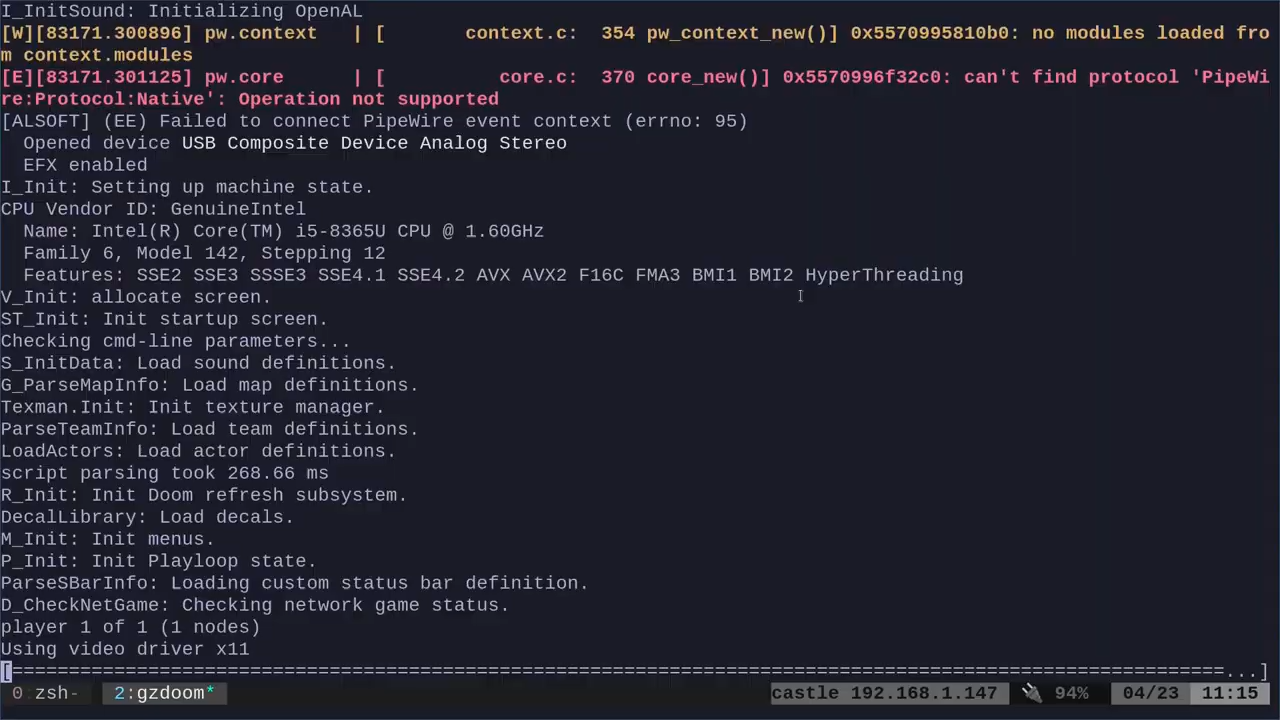 I_InitSound: Initializing OpenAL
[W][83171.300896] pw.context   | [       context.c:  354 pw_context_new()] 0x5570995810b0: no modules loaded fro
m context.modules
[E][83171.301125] pw.core      | [          core.c:  370 core_new()] 0x5570996f32c0: can't find protocol 'PipeWi
re:Protocol:Native': Operation not supported
[ALSOFT] (EE) Failed to connect PipeWire event context (errno: 95)
  Opened device USB Composite Device Analog Stereo
  EFX enabled
I_Init: Setting up machine state.
CPU Vendor ID: GenuineIntel
  Name: Intel(R) Core(TM) i5-8365U CPU @ 1.60GHz
  Family 6, Model 142, Stepping 12
  Features: SSE2 SSE3 SSSE3 SSE4.1 SSE4.2 AVX AVX2 F16C FMA3 BMI1 BMI2 HyperThreading
V_Init: allocate screen.
ST_Init: Init startup screen.
Checking cmd-line parameters...
S_InitData: Load sound definitions.
G_ParseMapInfo: Load map definitions.
Texman.Init: Init texture manager.
ParseTeamInfo: Load team definitions.
LoadActors: Load actor definitions.
script parsing took 268.66 ms
R_Init: Init Doom refresh subsystem.
DecalLibrary: Load decals.
M_Init: Init menus.
P_Init: Init Playloop state.
ParseSBarInfo: Loading custom status bar definition.
D_CheckNetGame: Checking network game status.
player 1 of 1 (1 nodes)
Using video driver x11
[===========================================================================================================...]
0 zsh-  2:gzdoom*  castle 192.168.1.147  🔌 94%  04/23  11:15